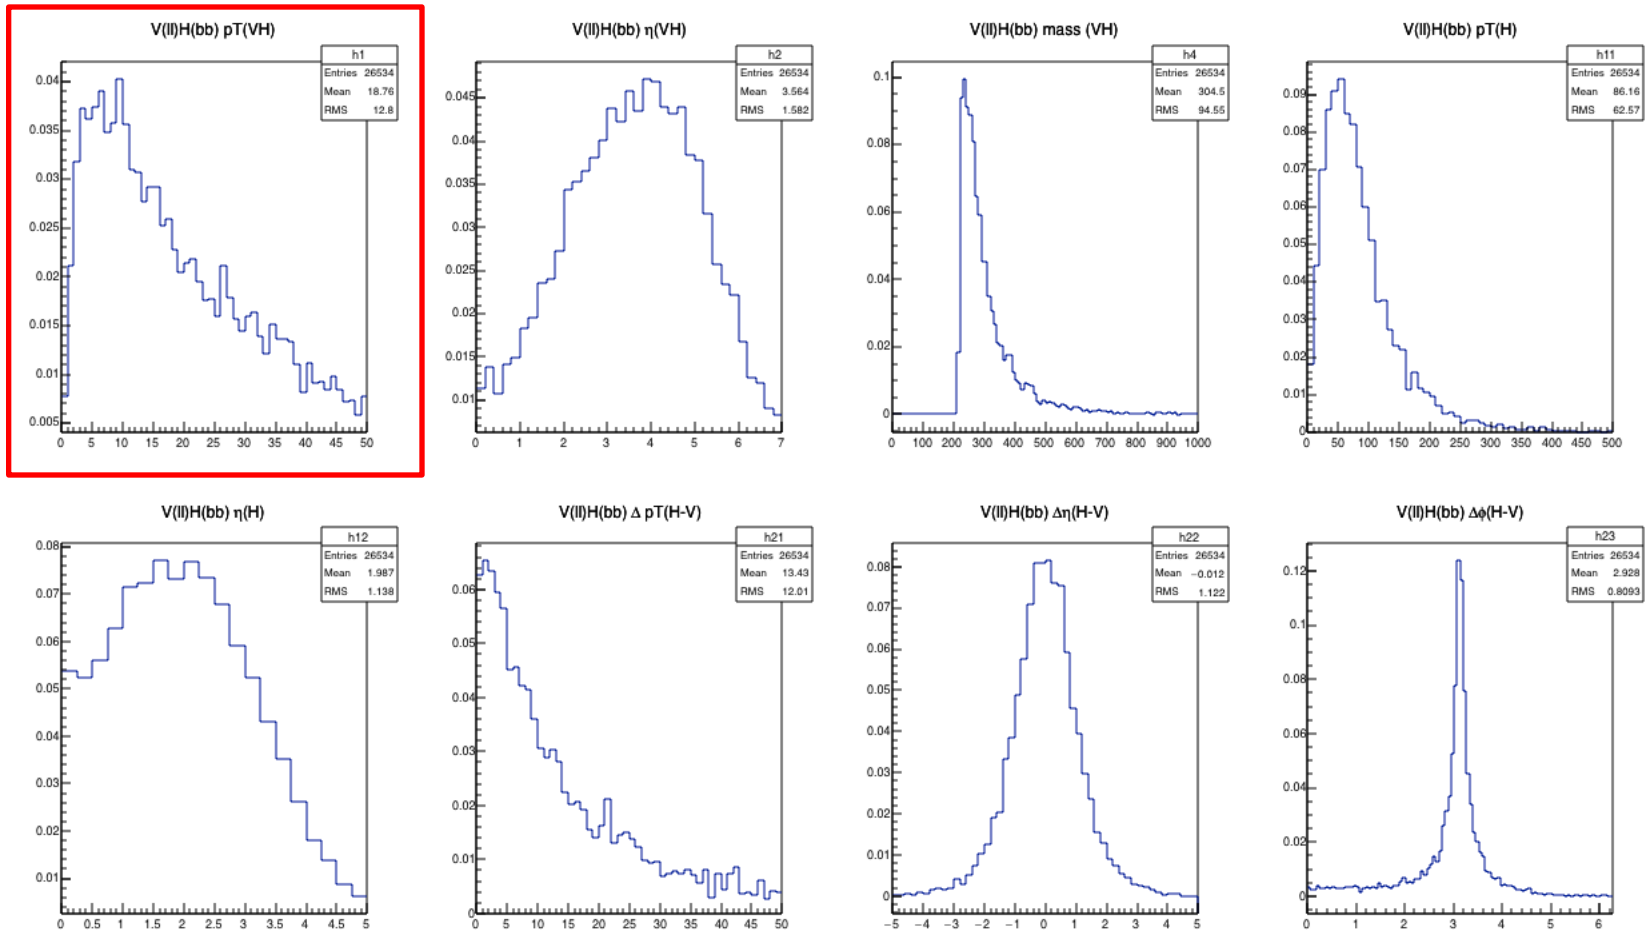 V(ll)H(bb) pT(VH)
h1
Entries 26534
Mean 18.76
RMS 12.8
0.04
0.035
0.03
0.025
0.02
0.015
0.01
0.005
0 5 10 15 20 25 30 35 40 45 50
V(ll)H(bb) η(VH)
h2
Entries 26534
Mean 3.564
RMS 1.582
0.045
0.04
0.035
0.03
0.025
0.02
0.015
0.01
0 1 2 3 4 5 6 7
V(ll)H(bb) mass (VH)
h4
Entries 26534
Mean 304.5
RMS 94.55
0.1
0.08
0.06
0.04
0.02
0
0 100 200 300 400 500 600 700 800 900 1000
V(ll)H(bb) pT(H)
h11
Entries 26534
Mean 86.16
RMS 62.57
0.09
0.08
0.07
0.06
0.05
0.04
0.03
0.02
0.01
0
0 50 100 150 200 250 300 350 400 450 500
V(ll)H(bb) η(H)
h12
Entries 26534
Mean 1.987
RMS 1.138
0.08
0.07
0.06
0.05
0.04
0.03
0.02
0.01
0 0.5 1 1.5 2 2.5 3 3.5 4 4.5 5
V(ll)H(bb) Δ pT(H-V)
h21
Entries 26534
Mean 13.43
RMS 12.01
0.06
0.05
0.04
0.03
0.02
0.01
0
0 5 10 15 20 25 30 35 40 45 50
V(ll)H(bb) Δη(H-V)
h22
Entries 26534
Mean −0.012
RMS 1.122
0.08
0.07
0.06
0.05
0.04
0.03
0.02
0.01
0
−5 −4 −3 −2 −1 0 1 2 3 4 5
V(ll)H(bb) Δϕ(H-V)
h23
Entries 26534
Mean 2.928
RMS 0.8093
0.12
0.1
0.08
0.06
0.04
0.02
0
0 1 2 3 4 5 6